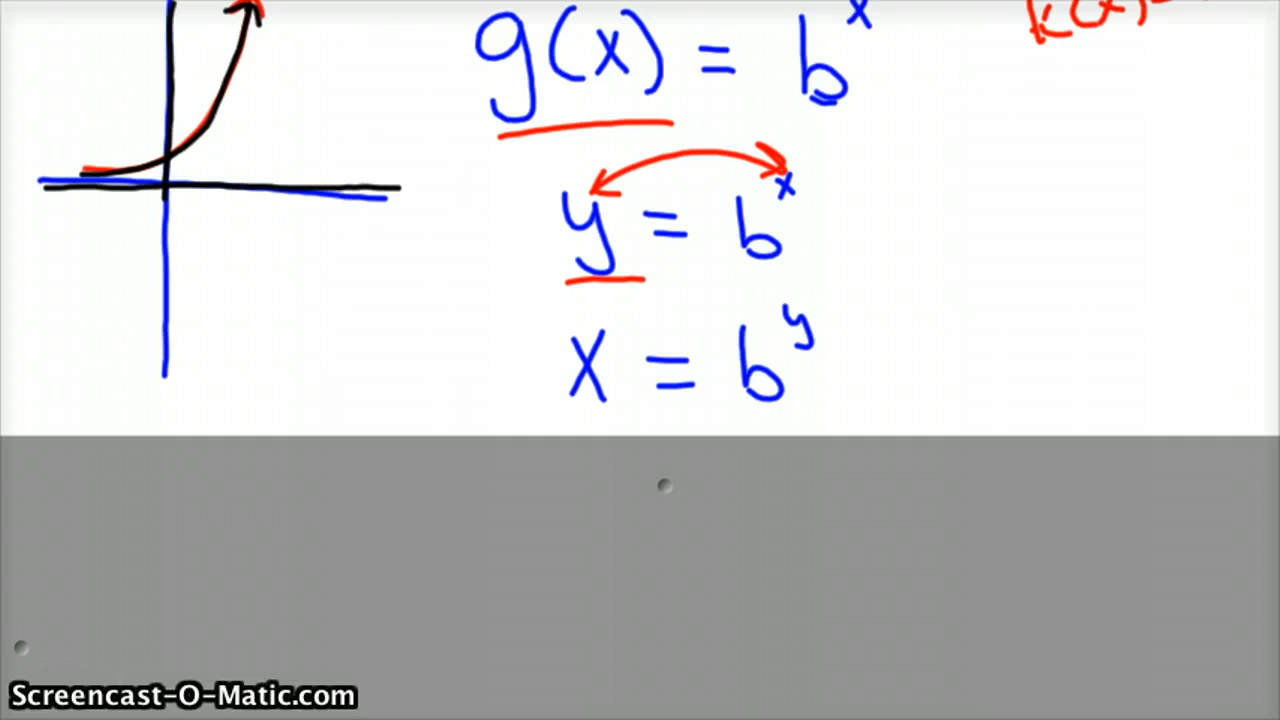 g(x) = b^x
k(x) =
y = b^x
x = b^y
Screencast-O-Matic.com